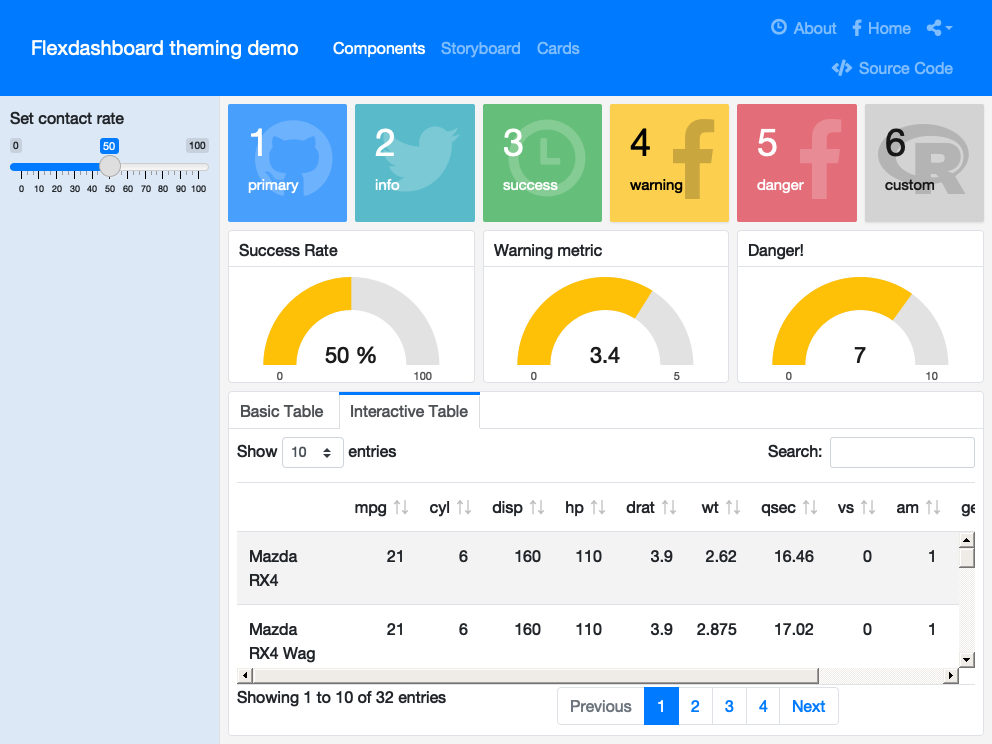 Flexdashboard theming demo Components Storyboard Cards
About Home
Source Code
Set contact rate
0 50 100
0 10 20 30 40 50 60 70 80 90 100
1
primary
2
info
3
success
4
warning
5
danger
6
custom
Success Rate
50 %
0 100
Warning metric
3.4
0 5
Danger!
7
0 10
Basic Table Interactive Table
Show 10 entries Search:
mpg cyl disp hp drat wt qsec vs am ge
Mazda 21 6 160 110 3.9 2.62 16.46 0 1
RX4
Mazda 21 6 160 110 3.9 2.875 17.02 0 1
RX4 Wag
Showing 1 to 10 of 32 entries
Previous 1 2 3 4 Next